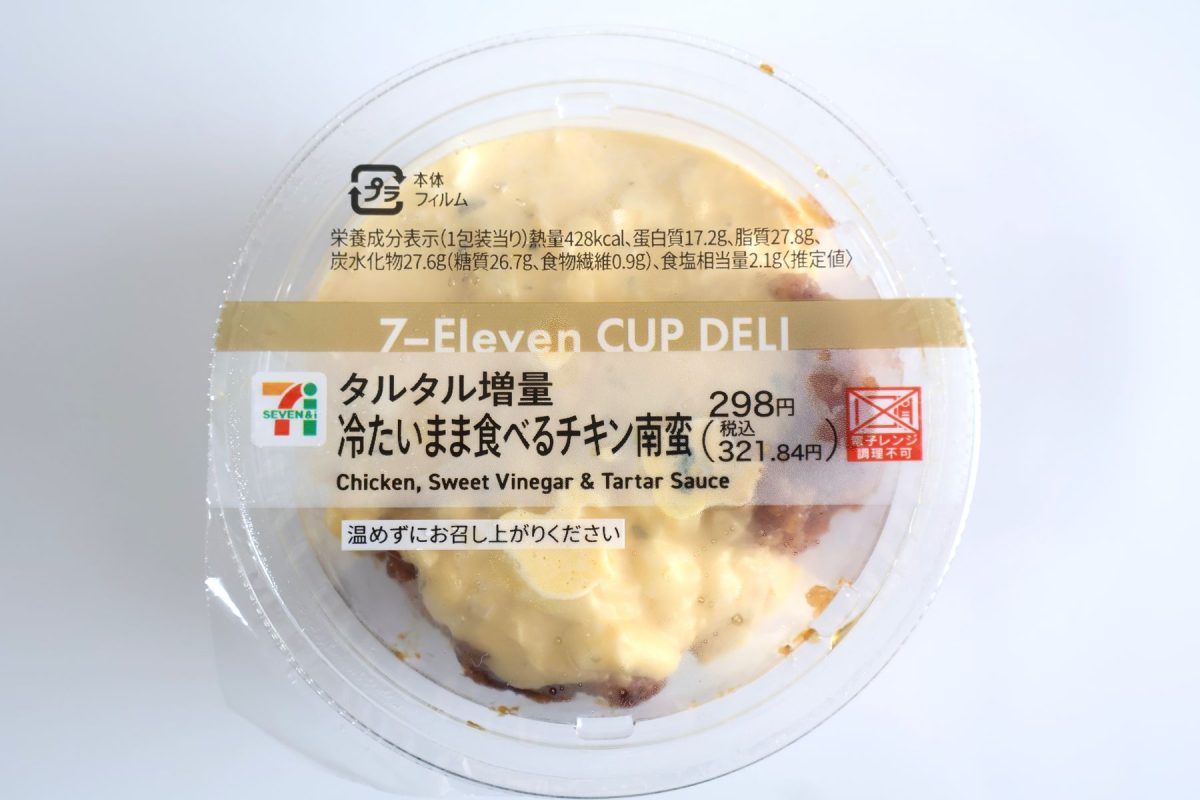 プラ
本体
フィルム
栄養成分表示(1包装当り)熱量428kcal、蛋白質17.2g、脂質27.8g、
炭水化物27.6g(糖質26.7g、食物繊維0.9g)、食塩相当量2.1g〈推定値〉
7-Eleven CUP DELI
SEVEN&i
タルタル増量
冷たいまま食べるチキン南蛮
298円
(税込
321.84円)
電子レンジ
調理不可
Chicken, Sweet Vinegar & Tartar Sauce
温めずにお召し上がりください